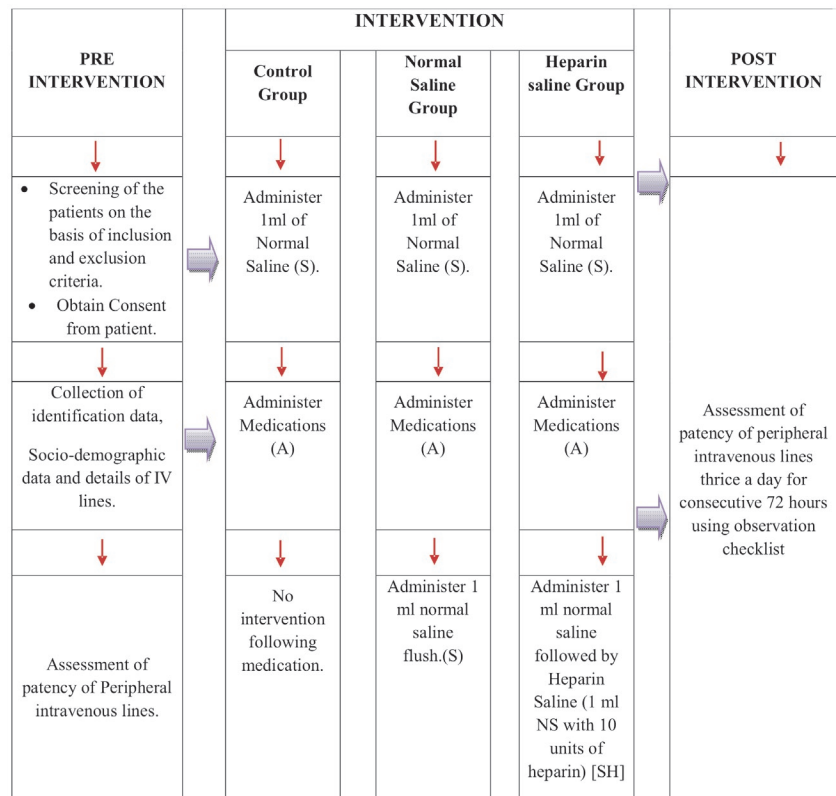 PRE
INTERVENTION
INTERVENTION
Control
Group
Normal
Saline
Group
Heparin
saline Group
POST
INTERVENTION
• Screening of the
patients on the
basis of inclusion
and exclusion
criteria.
• Obtain Consent
from patient.
Administer
1ml of
Normal
Saline (S).
Administer
1ml of
Normal
Saline (S).
Administer
1ml of
Normal
Saline (S).
Collection of
identification data,
Socio-demographic
data and details of IV
lines.
Administer
Medications
(A)
Administer
Medications
(A)
Administer
Medications
(A)
Assessment of
patency of Peripheral
intravenous lines.
No
intervention
following
medication.
Administer 1
ml normal
saline
flush.(S)
Administer 1
ml normal
saline
followed by
Heparin
Saline (1 ml
NS with 10
units of
heparin) [SH]
Assessment of
patency of peripheral
intravenous lines
thrice a day for
consecutive 72 hours
using observation
checklist